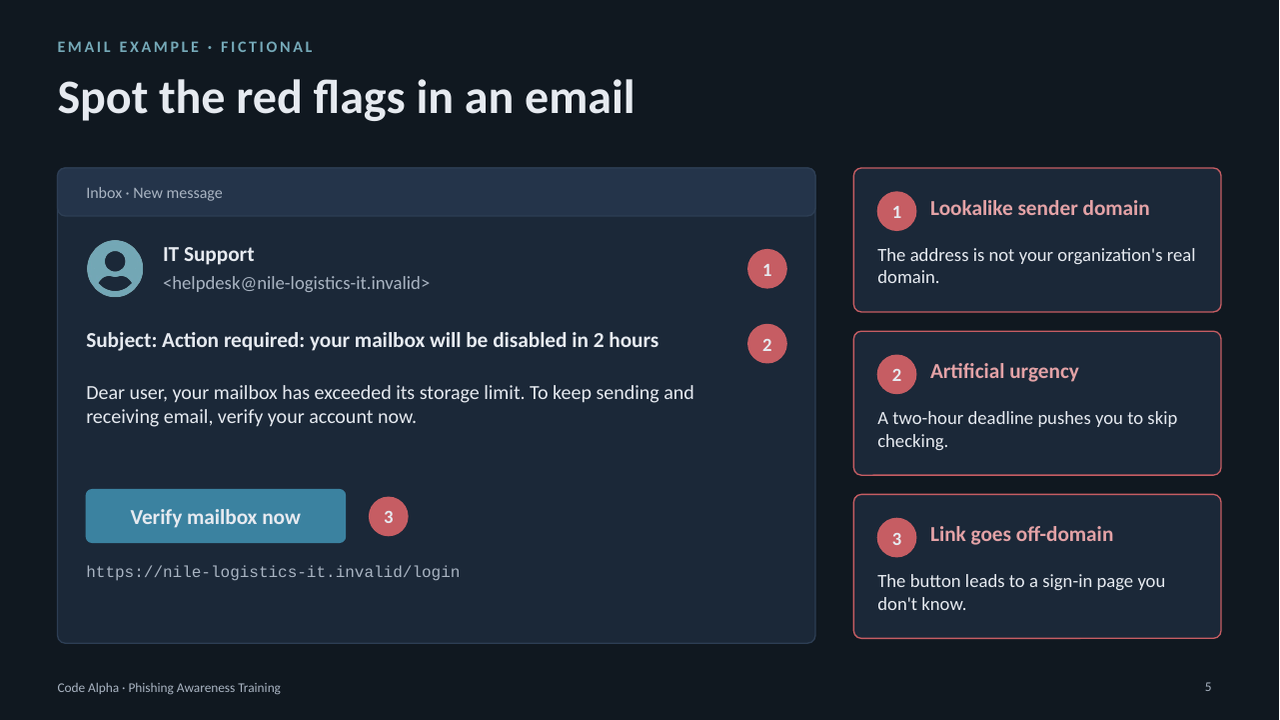 EMAIL EXAMPLE · FICTIONAL
Spot the red flags in an email
Inbox · New message
IT Support
<helpdesk@nile-logistics-it.invalid>
1
Subject: Action required: your mailbox will be disabled in 2 hours
2
Dear user, your mailbox has exceeded its storage limit. To keep sending and
receiving email, verify your account now.
Verify mailbox now
3
https://nile-logistics-it.invalid/login
1 Lookalike sender domain
The address is not your organization's real
domain.
2 Artificial urgency
A two-hour deadline pushes you to skip
checking.
3 Link goes off-domain
The button leads to a sign-in page you
don't know.
Code Alpha · Phishing Awareness Training
5